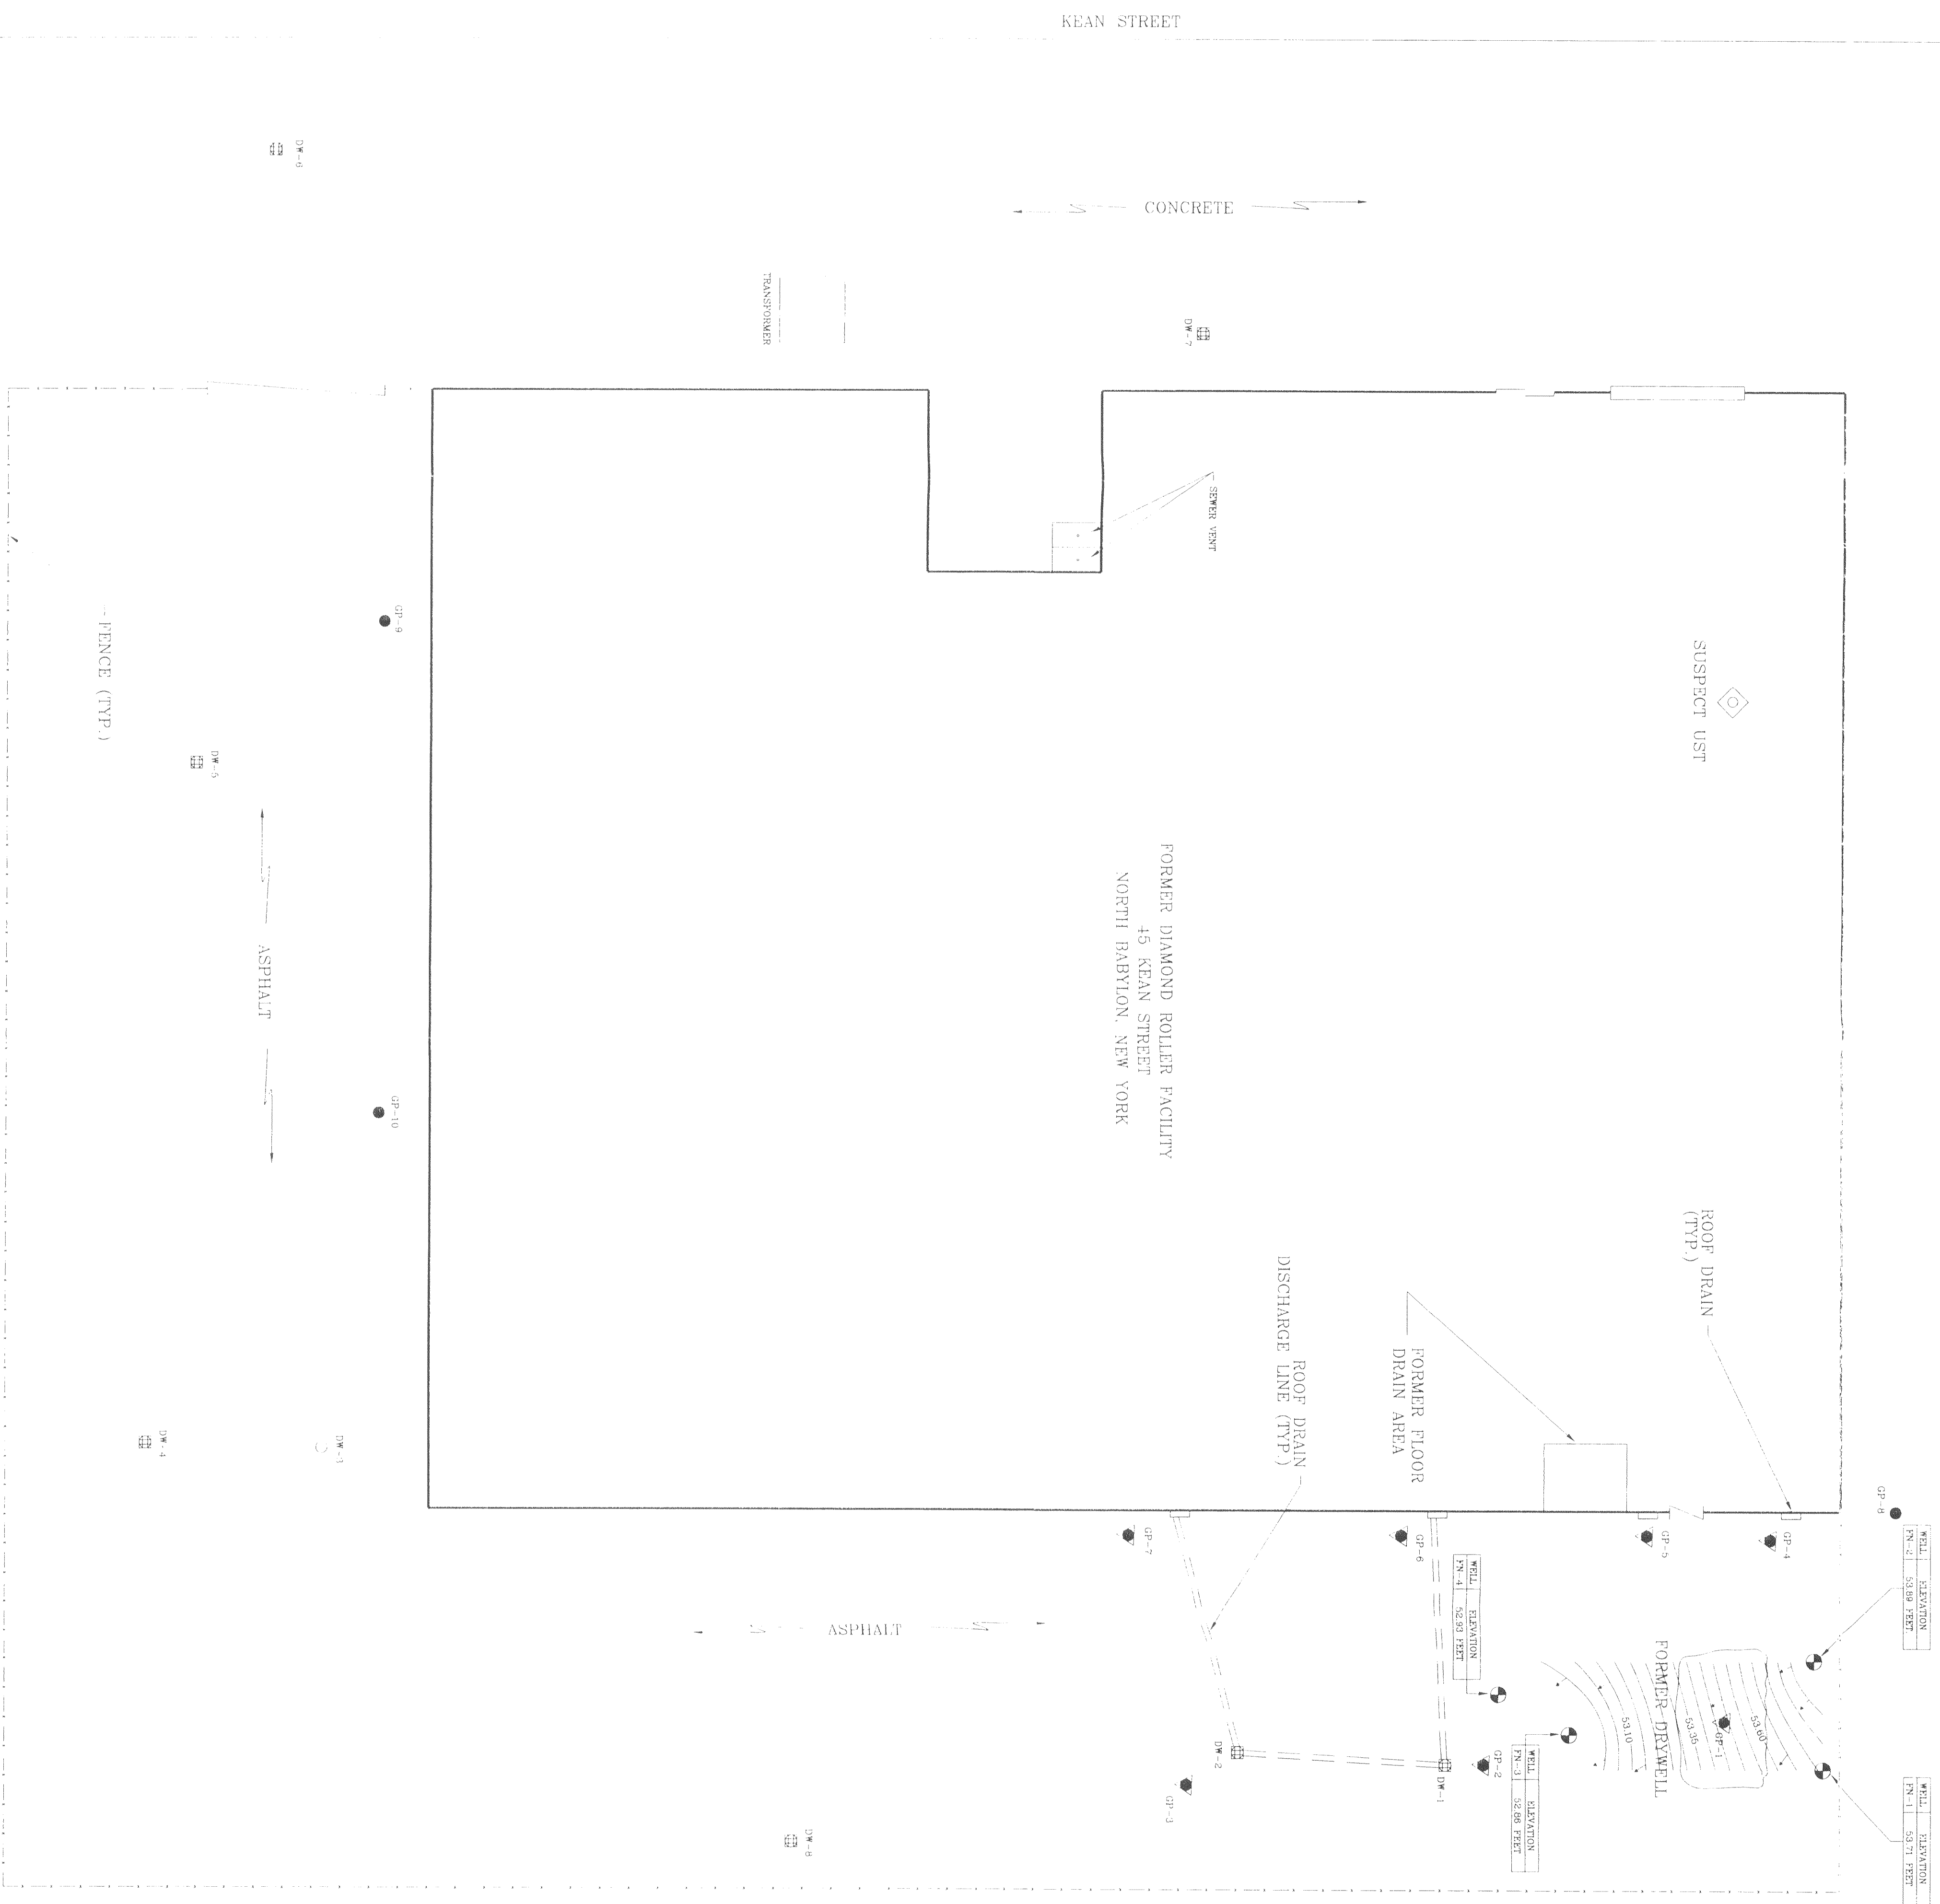 KEAN STREET
DW-6
CONCRETE
TRANSFORMER
DW-7
SEWER VENT
GP-9
FENCE (TYP.)
SUSPECT UST
DW-5
ASPHALT
FORMER DIAMOND ROLLER FACILITY
45 KEAN STREET
NORTH BABYLON, NEW YORK
GP-10
ROOF DRAIN
(TYP.)
ROOF DRAIN
DISCHARGE LINE (TYP.)
FORMER FLOOR
DRAIN AREA
DW-4
DW-3
GP-8
GP-7
GP-6
GP-5
GP-4
WELL ELEVATION
FN-2 53.89 FEET
WELL ELEVATION
FN-4 52.93 FEET
ASPHALT
FORMER DRYWELL
53.10
53.35
GP-1
53.60
DW-2
DW-1
GP-2
GP-3
WELL ELEVATION
FN-3 52.86 FEET
WELL ELEVATION
FN-1 53.71 FEET
DW-8